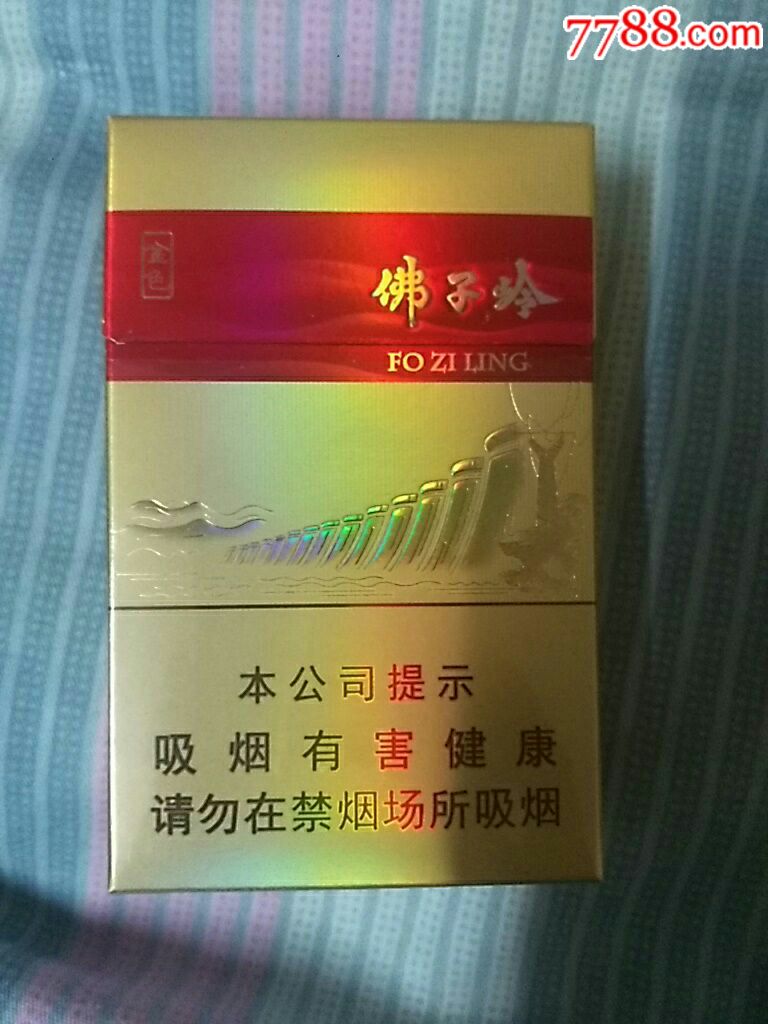 7788.com
金色
佛子岭
FO ZI LING
本公司提示
吸烟有害健康
请勿在禁烟场所吸烟